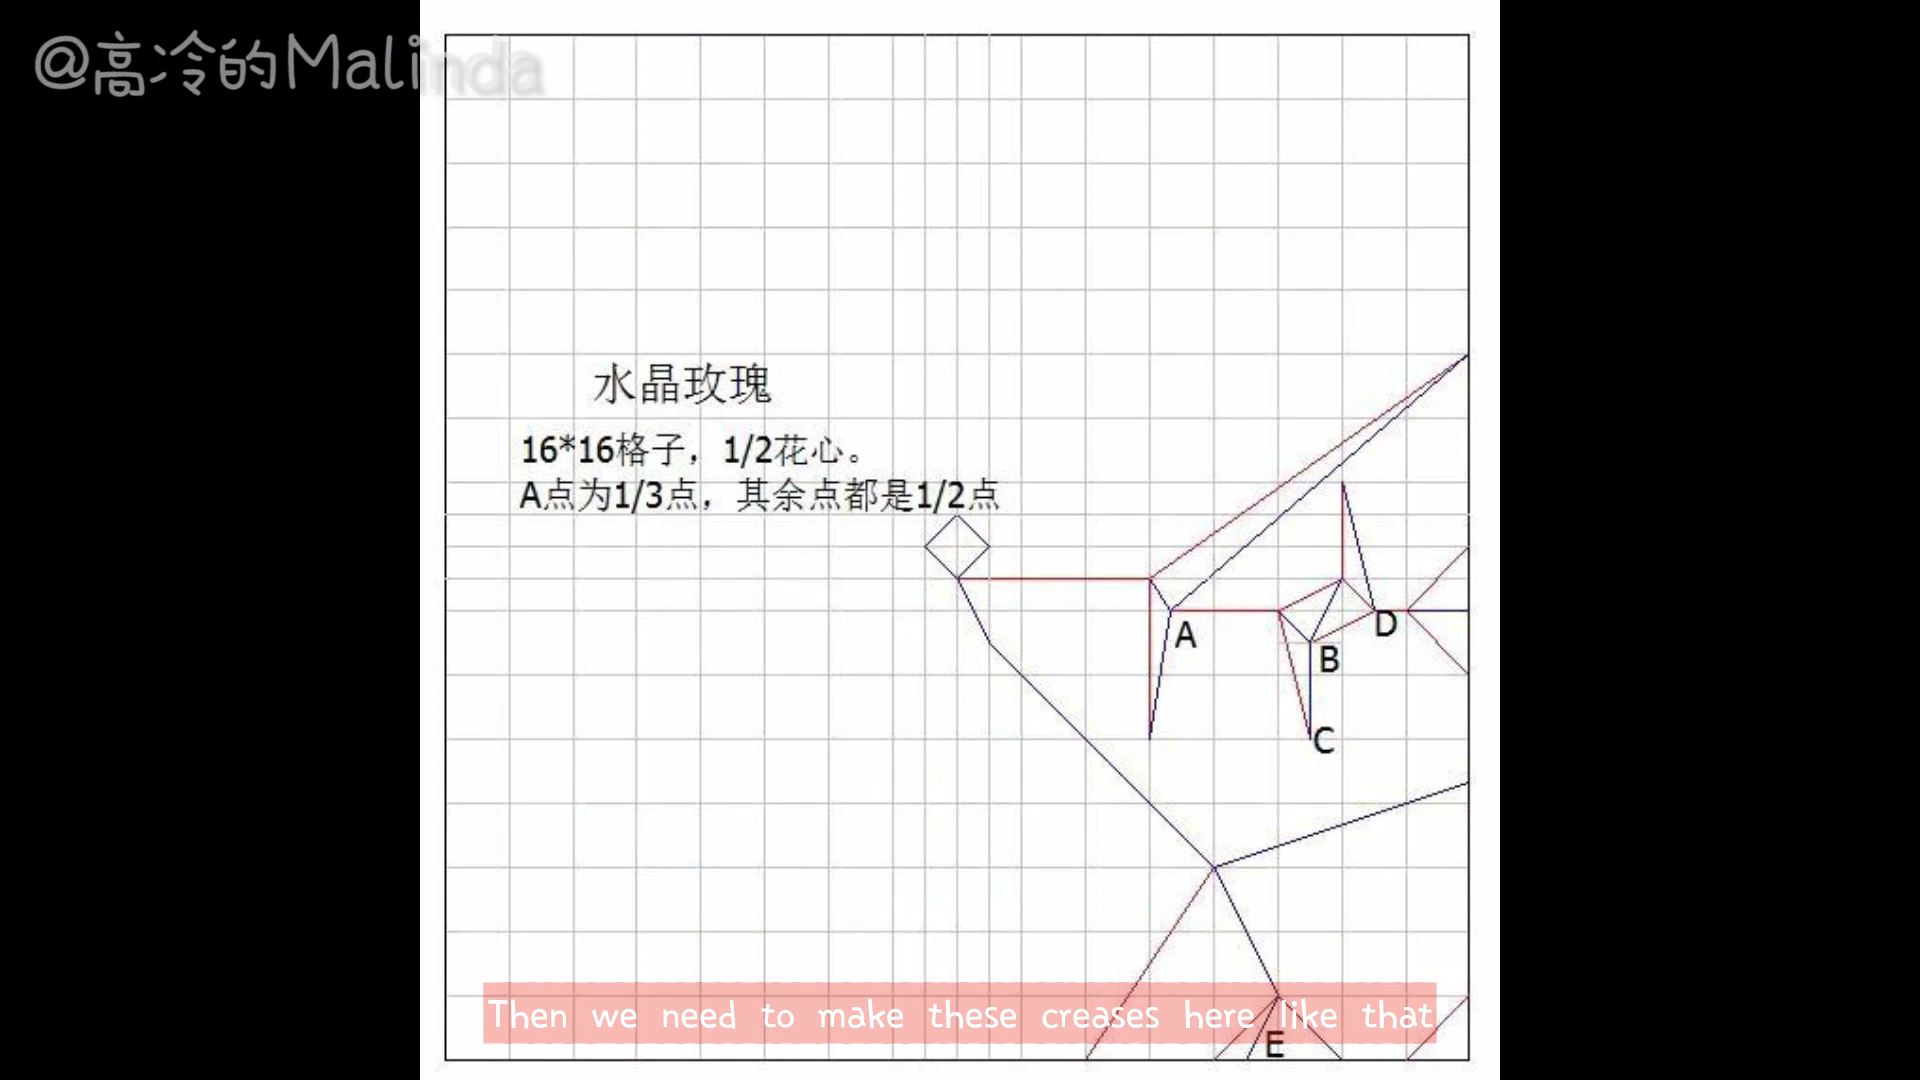 @高冷的Malinda
水晶玫瑰
16*16格子，1/2花心。
A点为1/3点，其余点都是1/2点
A
D
B
C
Then we need to make these creases here like that
E